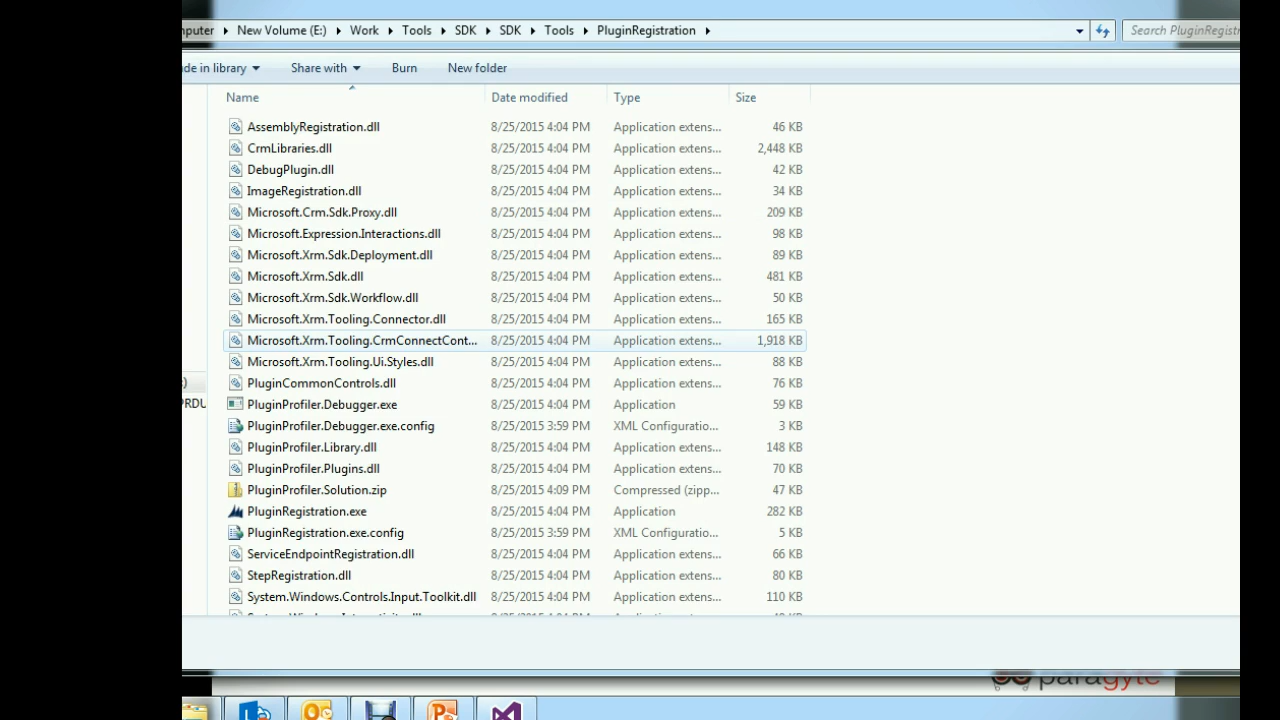 puter New Volume (E:) Work Tools SDK SDK Tools PluginRegistration Search PluginRegistr
de in library Share with Burn New folder
Name Date modified Type Size
AssemblyRegistration.dll 8/25/2015 4:04 PM Application extens... 46 KB
CrmLibraries.dll 8/25/2015 4:04 PM Application extens... 2,448 KB
DebugPlugin.dll 8/25/2015 4:04 PM Application extens... 42 KB
ImageRegistration.dll 8/25/2015 4:04 PM Application extens... 34 KB
Microsoft.Crm.Sdk.Proxy.dll 8/25/2015 4:04 PM Application extens... 209 KB
Microsoft.Expression.Interactions.dll 8/25/2015 4:04 PM Application extens... 98 KB
Microsoft.Xrm.Sdk.Deployment.dll 8/25/2015 4:04 PM Application extens... 89 KB
Microsoft.Xrm.Sdk.dll 8/25/2015 4:04 PM Application extens... 481 KB
Microsoft.Xrm.Sdk.Workflow.dll 8/25/2015 4:04 PM Application extens... 50 KB
Microsoft.Xrm.Tooling.Connector.dll 8/25/2015 4:04 PM Application extens... 165 KB
Microsoft.Xrm.Tooling.CrmConnectCont... 8/25/2015 4:04 PM Application extens... 1,918 KB
Microsoft.Xrm.Tooling.Ui.Styles.dll 8/25/2015 4:04 PM Application extens... 88 KB
) PluginCommonControls.dll 8/25/2015 4:04 PM Application extens... 76 KB
PRDU PluginProfiler.Debugger.exe 8/25/2015 4:04 PM Application 59 KB
PluginProfiler.Debugger.exe.config 8/25/2015 3:59 PM XML Configuratio... 3 KB
PluginProfiler.Library.dll 8/25/2015 4:04 PM Application extens... 148 KB
PluginProfiler.Plugins.dll 8/25/2015 4:04 PM Application extens... 70 KB
PluginProfiler.Solution.zip 8/25/2015 4:09 PM Compressed (zipp... 47 KB
PluginRegistration.exe 8/25/2015 4:04 PM Application 282 KB
PluginRegistration.exe.config 8/25/2015 3:59 PM XML Configuratio... 5 KB
ServiceEndpointRegistration.dll 8/25/2015 4:04 PM Application extens... 66 KB
StepRegistration.dll 8/25/2015 4:04 PM Application extens... 80 KB
System.Windows.Controls.Input.Toolkit.dll 8/25/2015 4:04 PM Application extens... 110 KB
paragyte